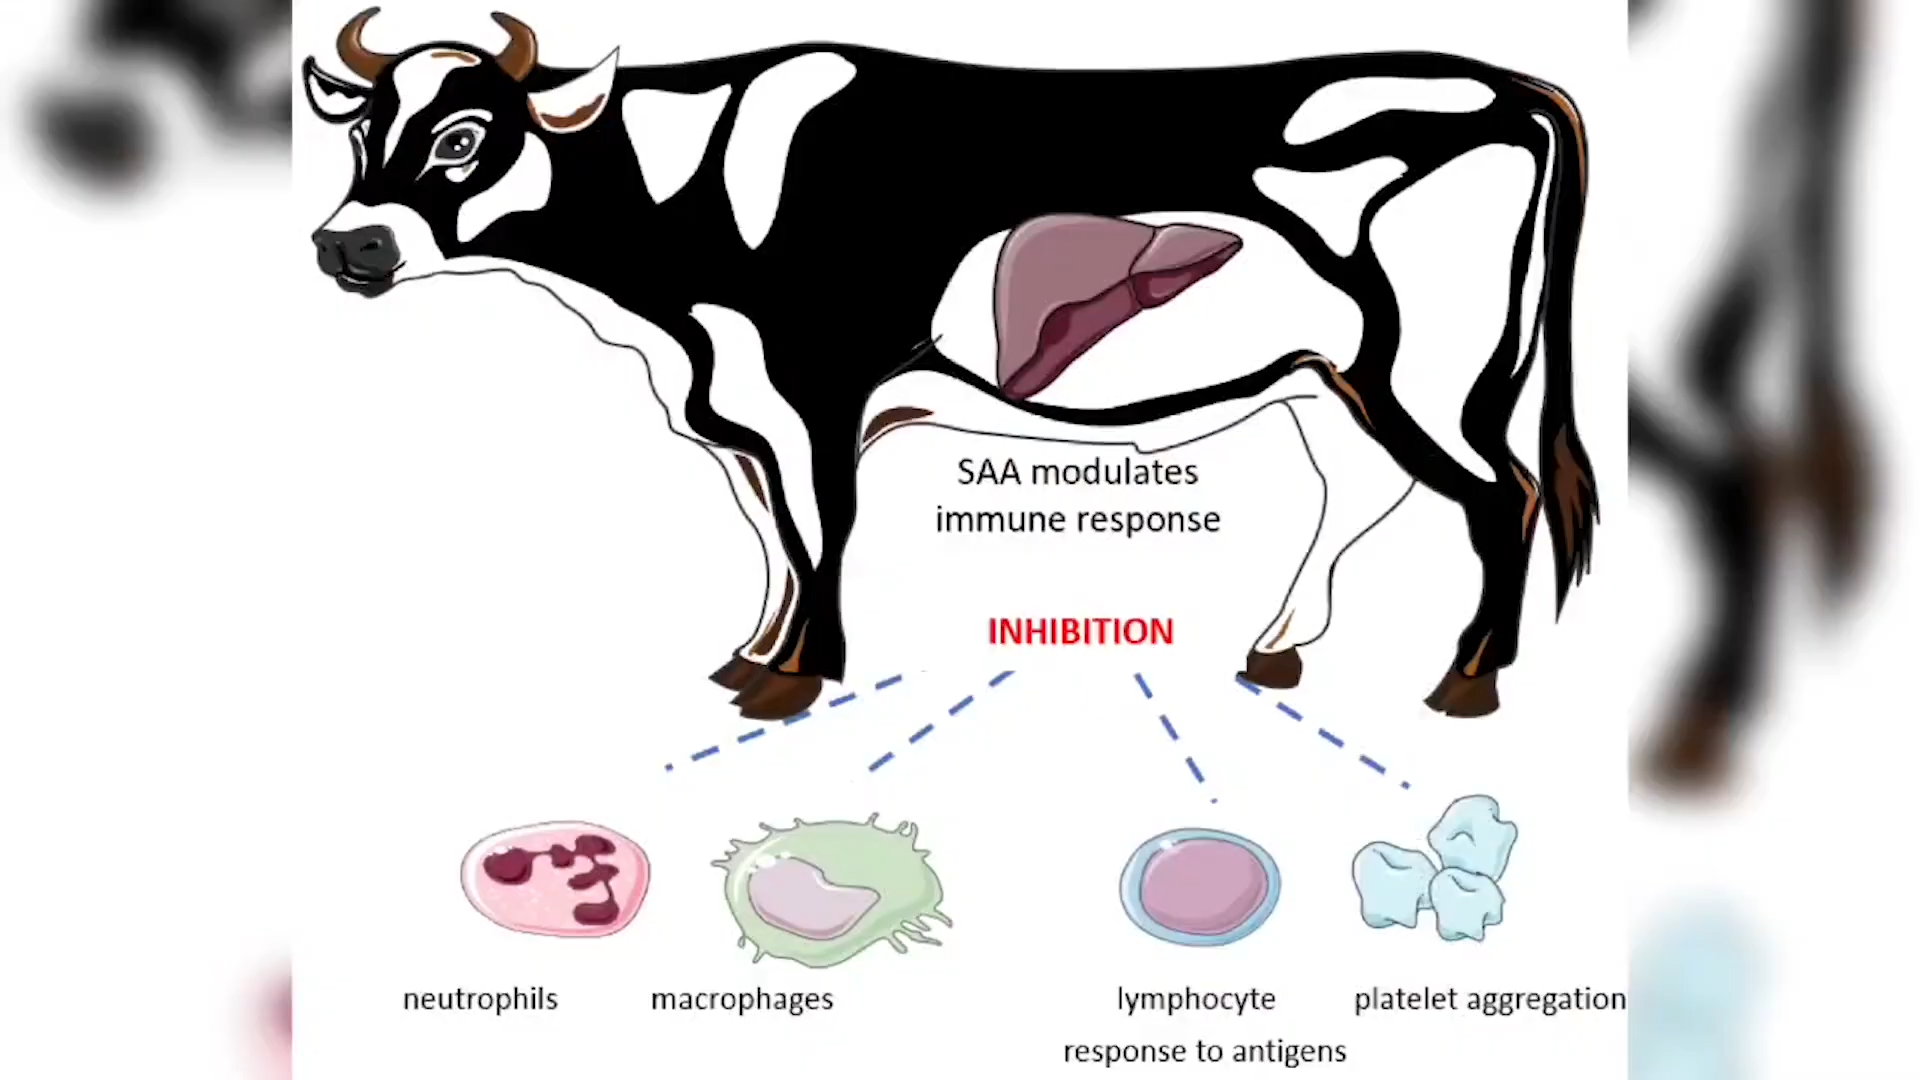 SAA modulates
immune response
INHIBITION
neutrophils
macrophages
lymphocyte
response to antigens
platelet aggregation